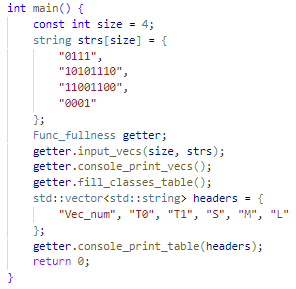 int main() {
    const int size = 4;
    string strs[size] = {
        "0111",
        "10101110",
        "11001100",
        "0001"
    };
    Func_fullness getter;
    getter.input_vecs(size, strs);
    getter.console_print_vecs();
    getter.fill_classes_table();
    std::vector<std::string> headers = {
        "Vec_num", "T0", "T1", "S", "M", "L"
    };
    getter.console_print_table(headers);
    return 0;
}